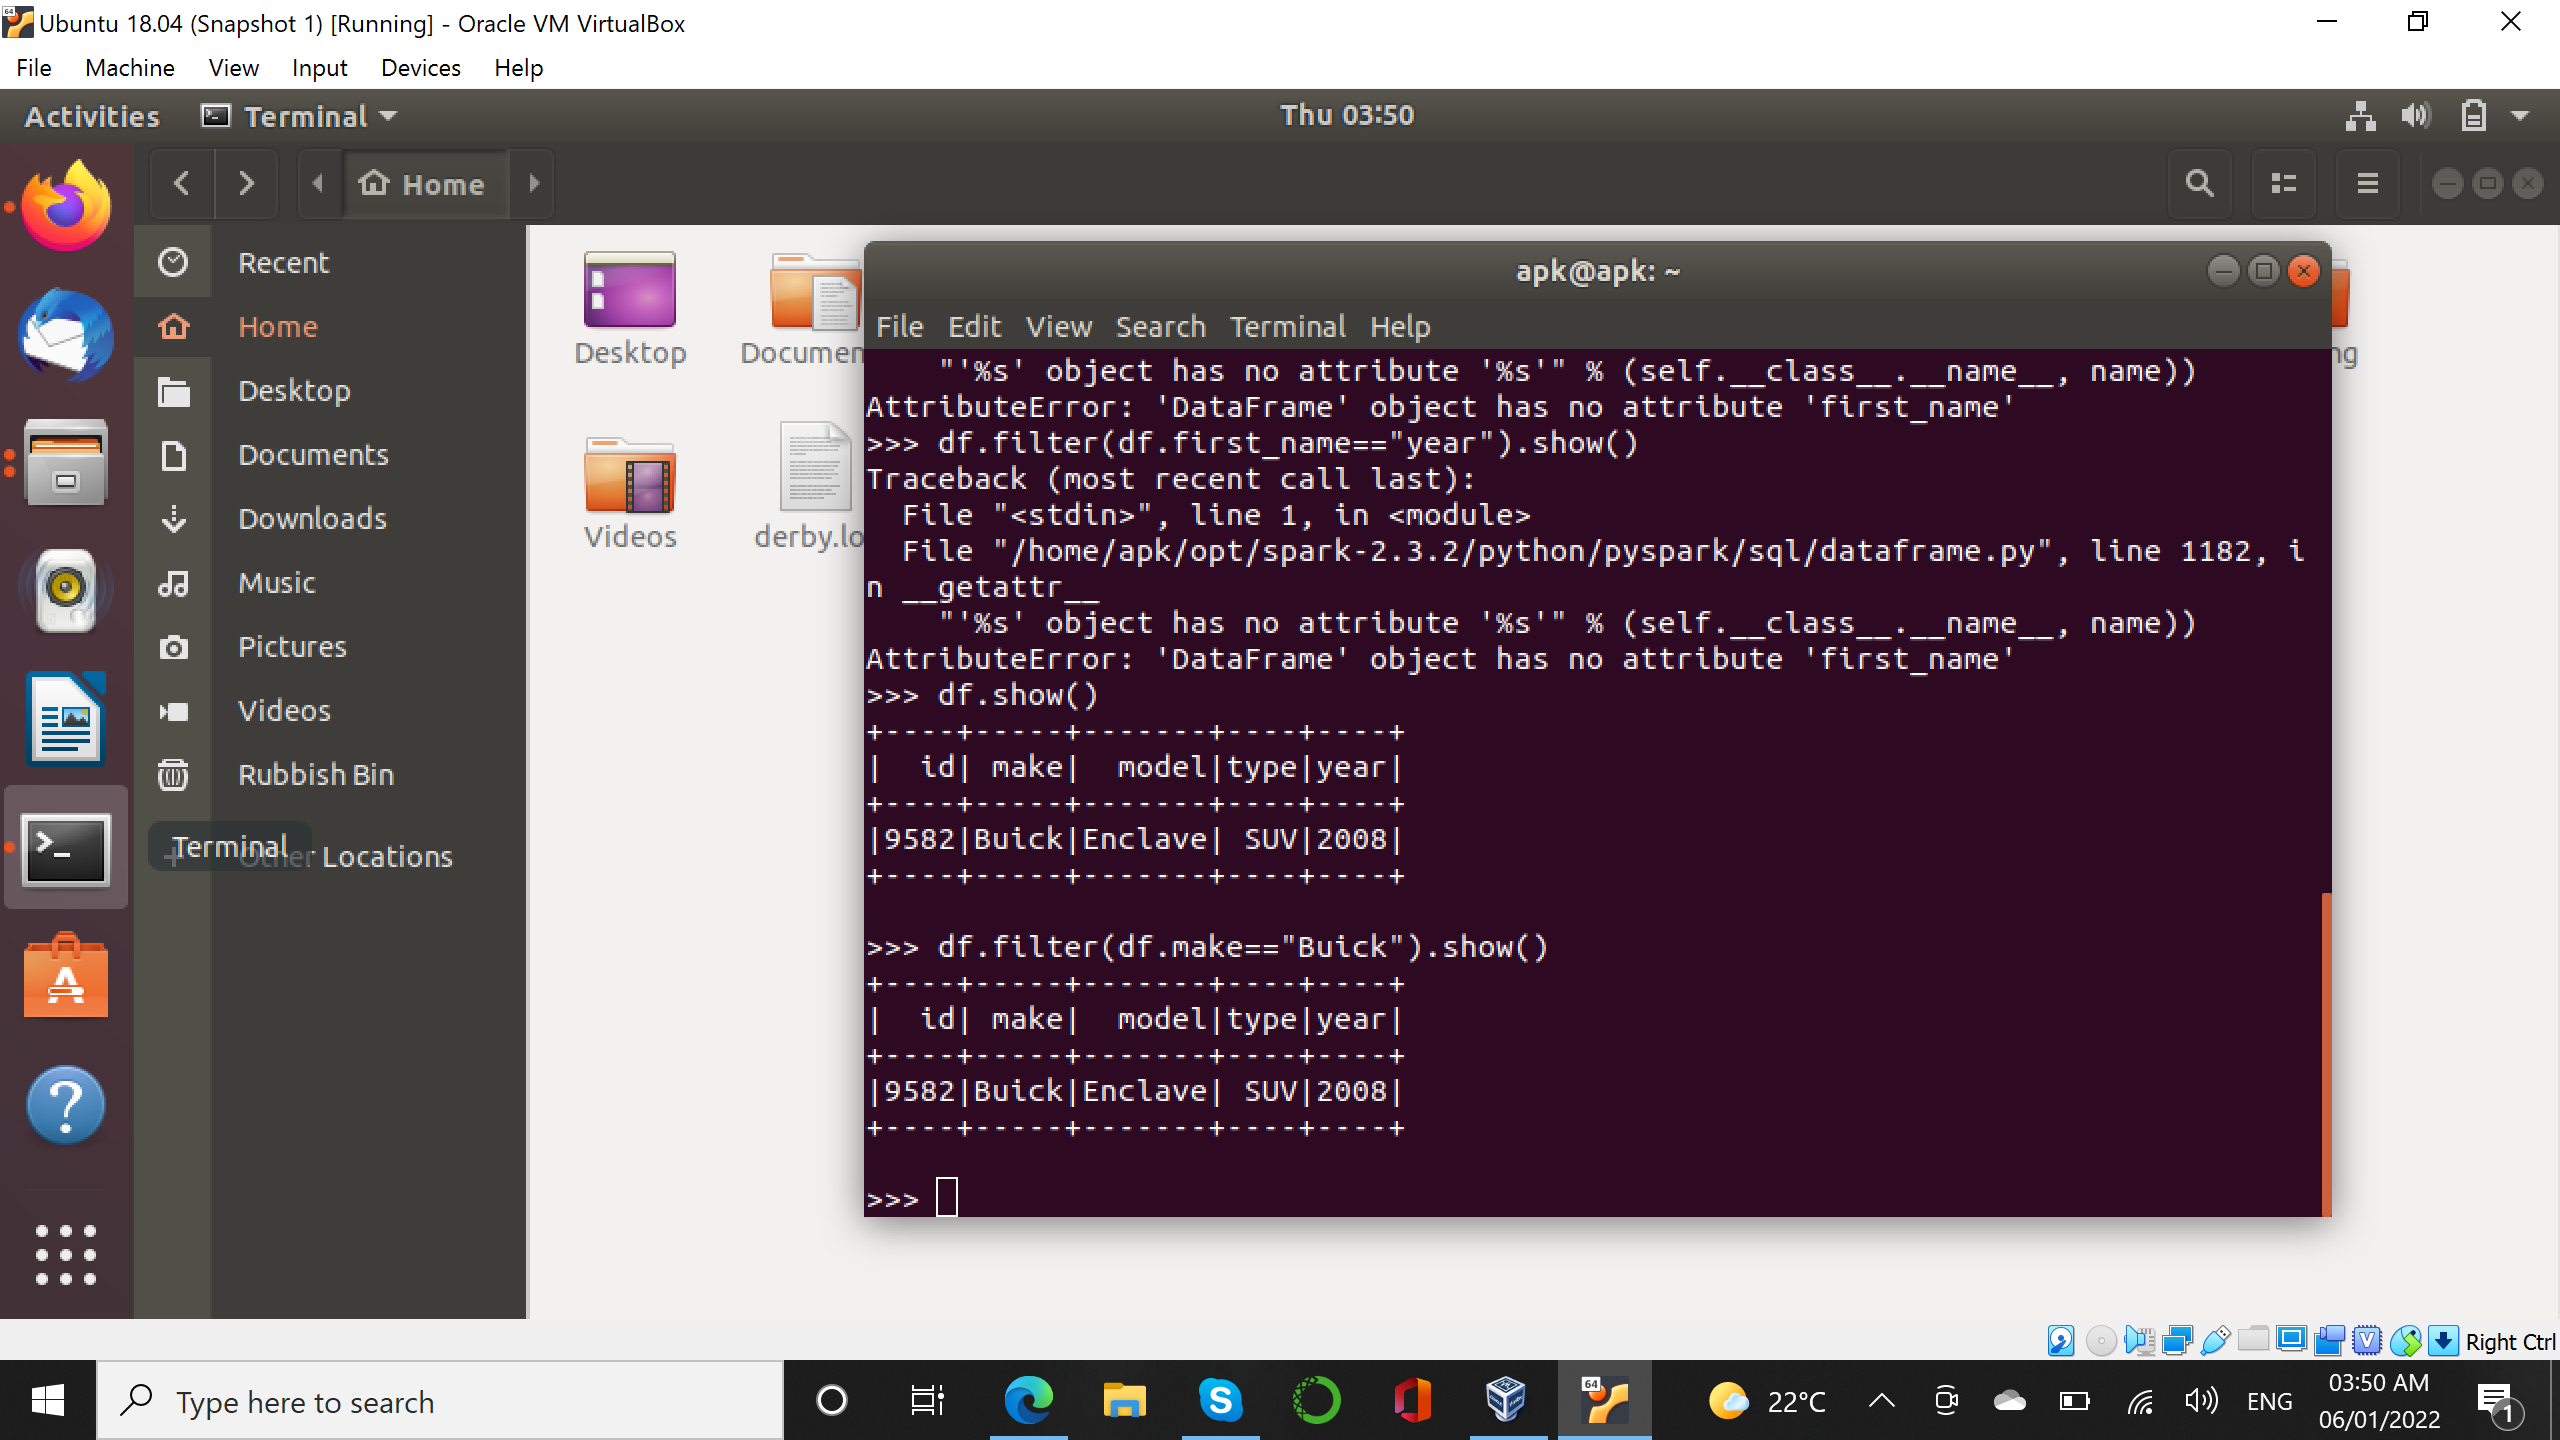 Ubuntu 18.04 (Snapshot 1) [Running] - Oracle VM VirtualBox
File Machine View Input Devices Help
Activities Terminal Thu 03:50
Home
Recent
Home
Desktop
Documents
Downloads
Music
Pictures
Videos
Rubbish Bin
Other Locations
Terminal
Desktop
Documen
Videos
derby.lo
ng
apk@apk: ~
File Edit View Search Terminal Help
"'%s' object has no attribute '%s'" % (self.__class__.__name__, name))
AttributeError: 'DataFrame' object has no attribute 'first_name'
>>> df.filter(df.first_name=="year").show()
Traceback (most recent call last):
File "<stdin>", line 1, in <module>
File "/home/apk/opt/spark-2.3.2/python/pyspark/sql/dataframe.py", line 1182, i
n __getattr__
"'%s' object has no attribute '%s'" % (self.__class__.__name__, name))
AttributeError: 'DataFrame' object has no attribute 'first_name'
>>> df.show()
+----+-----+-------+----+----+
|  id| make|  model|type|year|
+----+-----+-------+----+----+
|9582|Buick|Enclave| SUV|2008|
+----+-----+-------+----+----+
>>> df.filter(df.make=="Buick").show()
+----+-----+-------+----+----+
|  id| make|  model|type|year|
+----+-----+-------+----+----+
|9582|Buick|Enclave| SUV|2008|
+----+-----+-------+----+----+
>>>
Right Ctrl
Type here to search
64
22°C
ENG
03:50 AM
06/01/2022
1